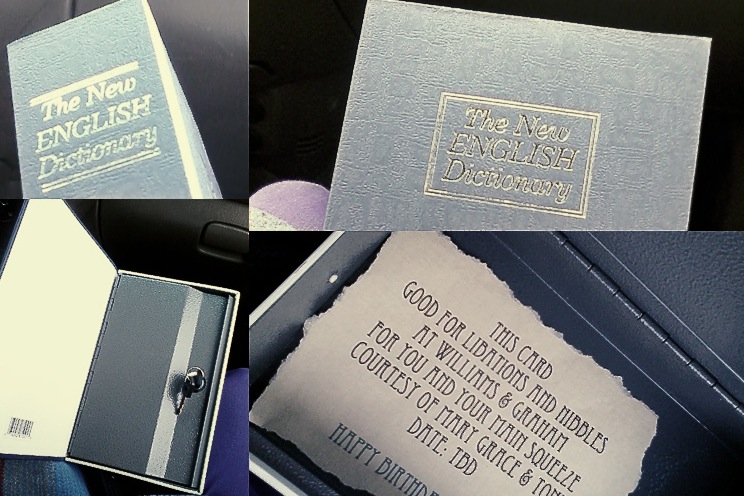 The New
ENGLISH
Dictionary
The New
ENGLISH
Dictionary
THIS CARD
GOOD FOR LIBATIONS AND NIBBLES
AT WILLIAMS & GRAHAM
FOR YOU AND YOUR MAIN SQUEEZE
COURTESY OF MARY GRACE &
DATE: TBD
HAPPY